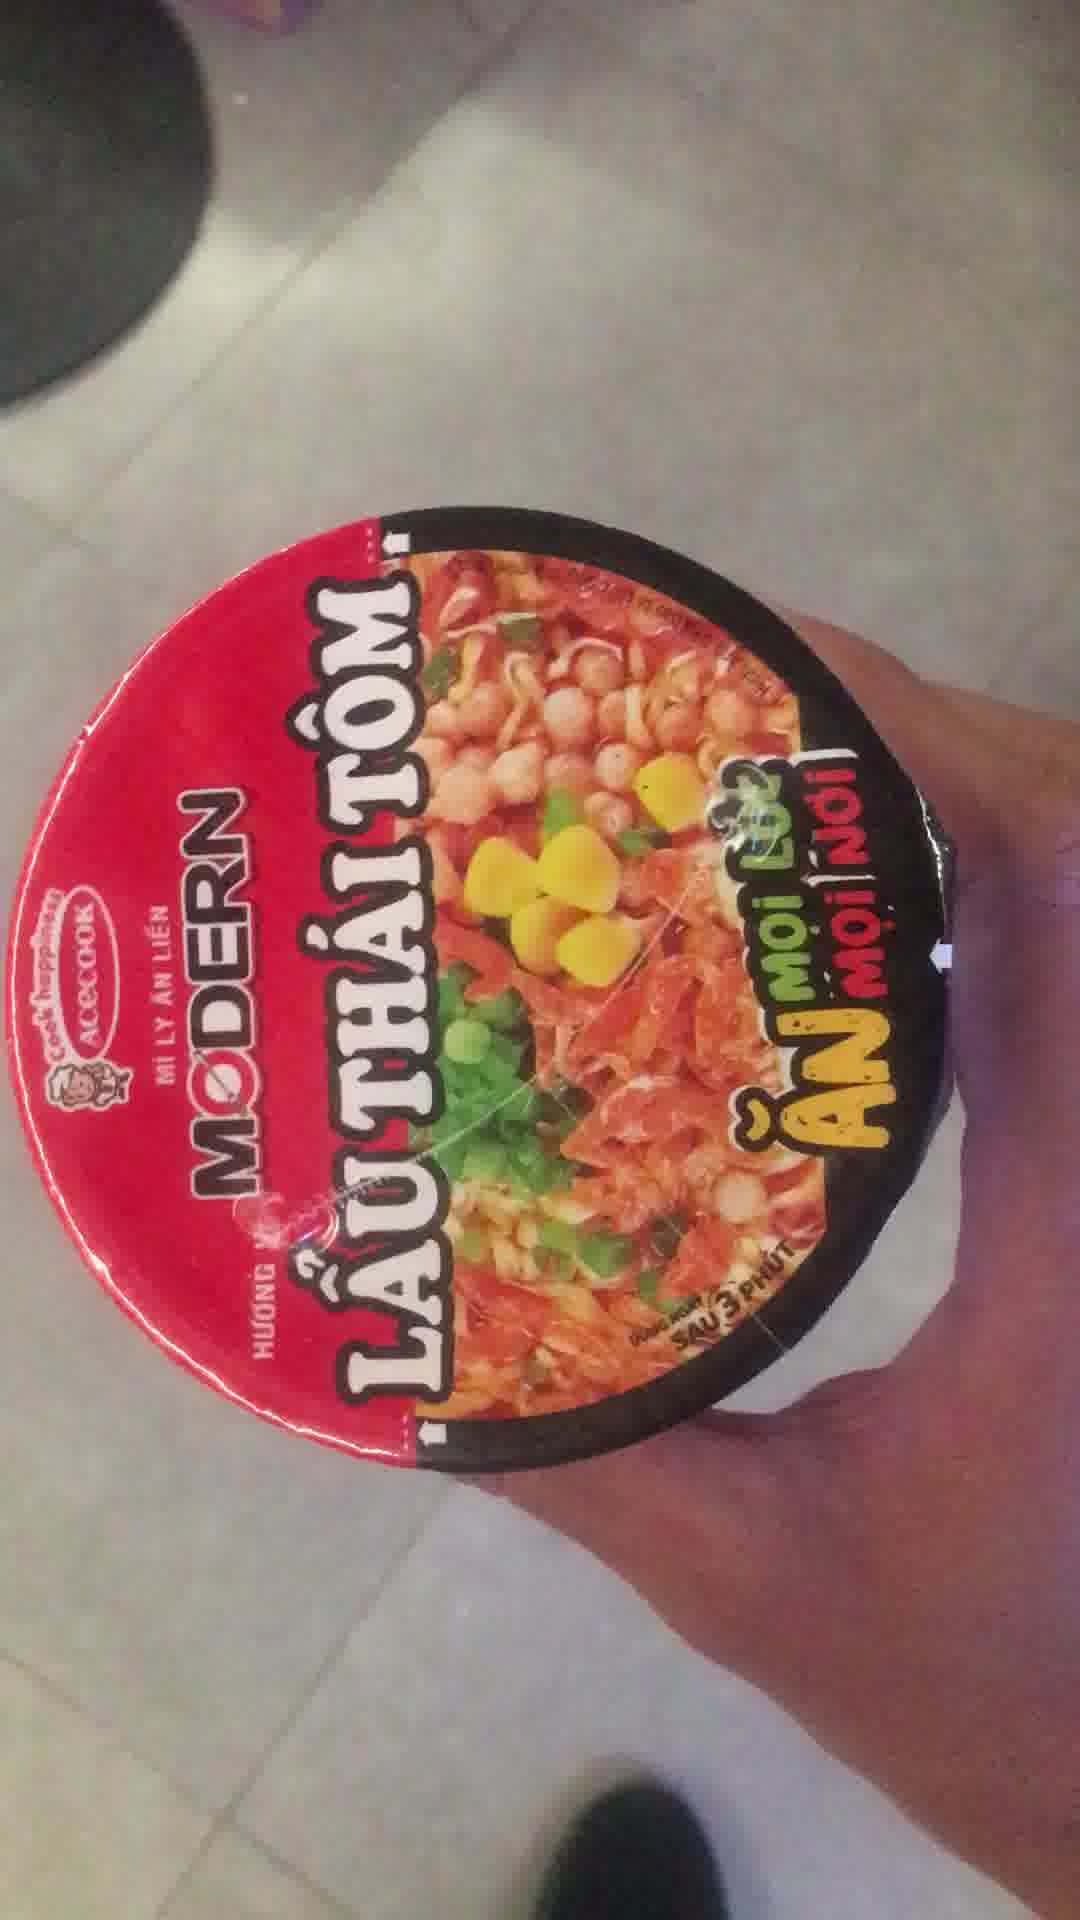 Cook happiness
ACECOOK
MÌ LY ĂN LIỀN
MODERN
HƯƠNG VỊ
LẨU THÁI TÔM
ĂN MỌI LÚC
MỌI NƠI
SAU 3 PHÚT